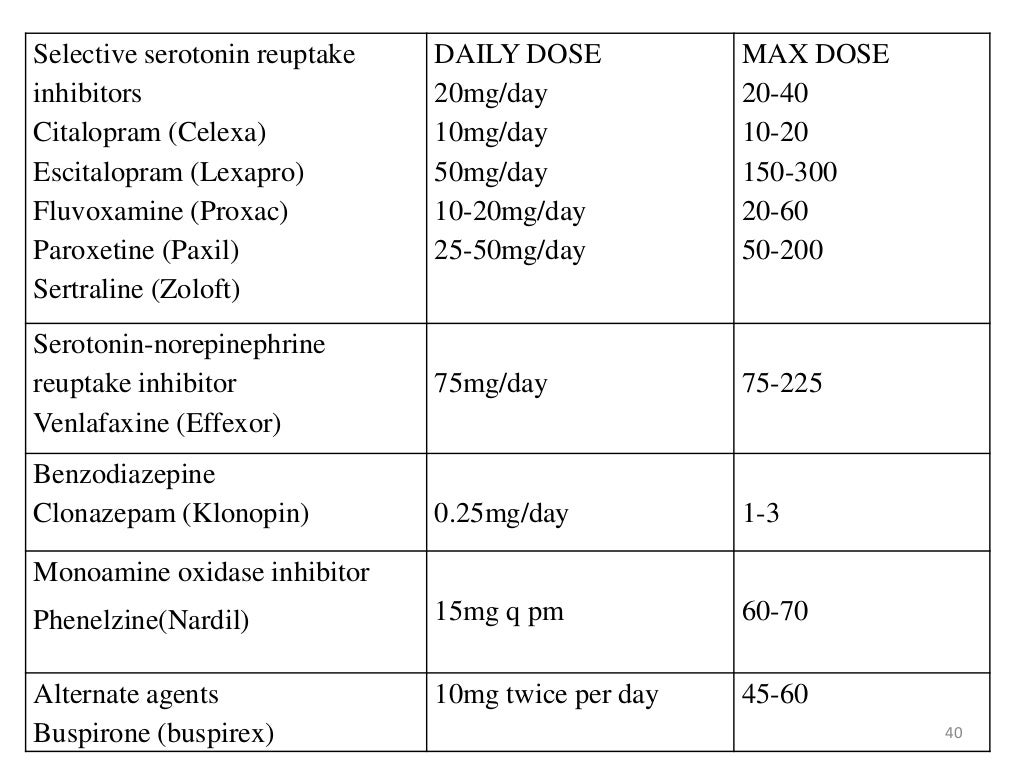 Selective serotonin reuptake
inhibitors
Citalopram (Celexa)
Escitalopram (Lexapro)
Fluvoxamine (Proxac)
Paroxetine (Paxil)
Sertraline (Zoloft)
DAILY DOSE
20mg/day
10mg/day
50mg/day
10-20mg/day
25-50mg/day
MAX DOSE
20-40
10-20
150-300
20-60
50-200
Serotonin-norepinephrine
reuptake inhibitor
Venlafaxine (Effexor)
75mg/day
75-225
Benzodiazepine
Clonazepam (Klonopin)
0.25mg/day
1-3
Monoamine oxidase inhibitor
Phenelzine(Nardil)
15mg q pm
60-70
Alternate agents
Buspirone (buspirex)
10mg twice per day
45-60
40